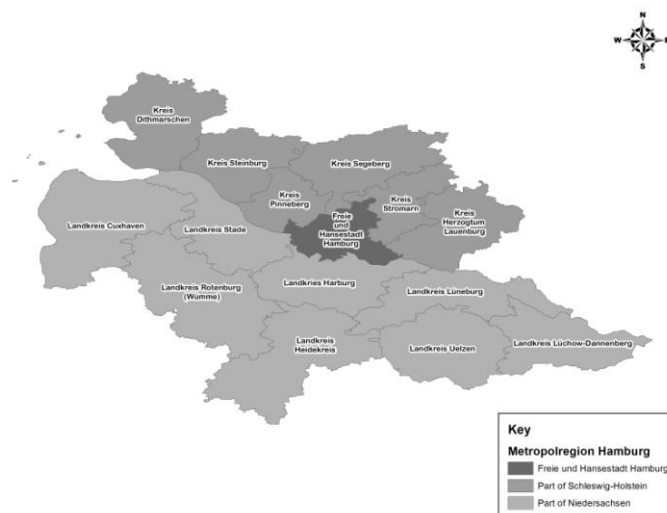 N
W
E
S
Kreis
Dithmarschen
Kreis Steinburg
Kreis Segeberg
Kreis
Pinneberg
Kreis
Stromarn
Kreis
Herzogtum
Lauenburg
Freie
und
Hansestadt
Hamburg
Landkreis Cuxhaven
Landkreis Stade
Landkreis Rotenburg
(Wümme)
Landkries Harburg
Landkreis Lüneburg
Landkreis
Heidekreis
Landkreis Uelzen
Landkreis Lüchow-Dannenberg
Key
Metropolregion Hamburg
Freie und Hansestadt Hamburg
Part of Schleswig-Holstein
Part of Niedersachsen